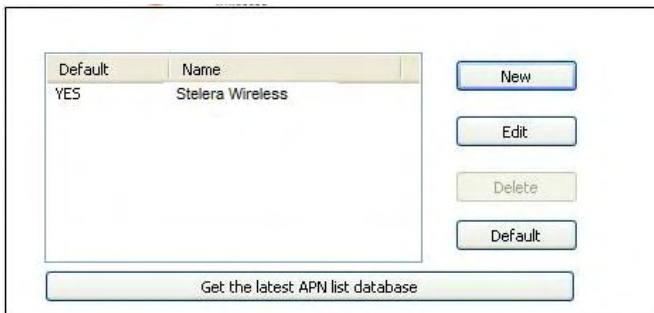 Default Name
YES Stelera Wireless
New
Edit
Delete
Default
Get the latest APN list database